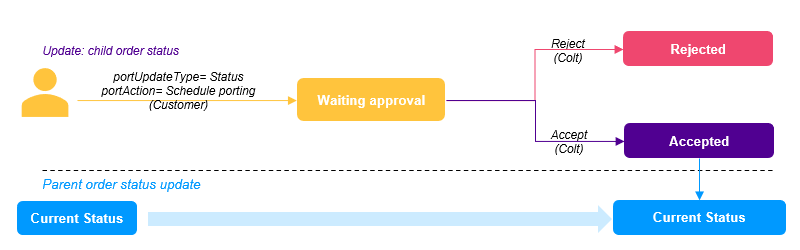 Update: child order status
portUpdateType= Status
portAction= Schedule porting
(Customer)
Waiting approval
Reject
(Colt)
Rejected
Accept
(Colt)
Accepted
Parent order status update
Current Status
Current Status